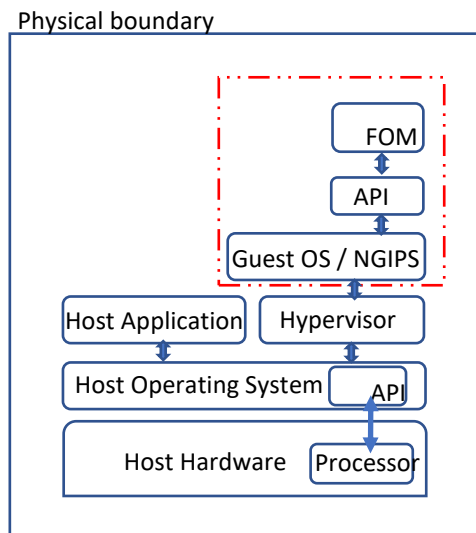 Physical boundary
FOM
API
Guest OS / NGIPS
Host Application
Hypervisor
Host Operating System
API
Host Hardware
Processor